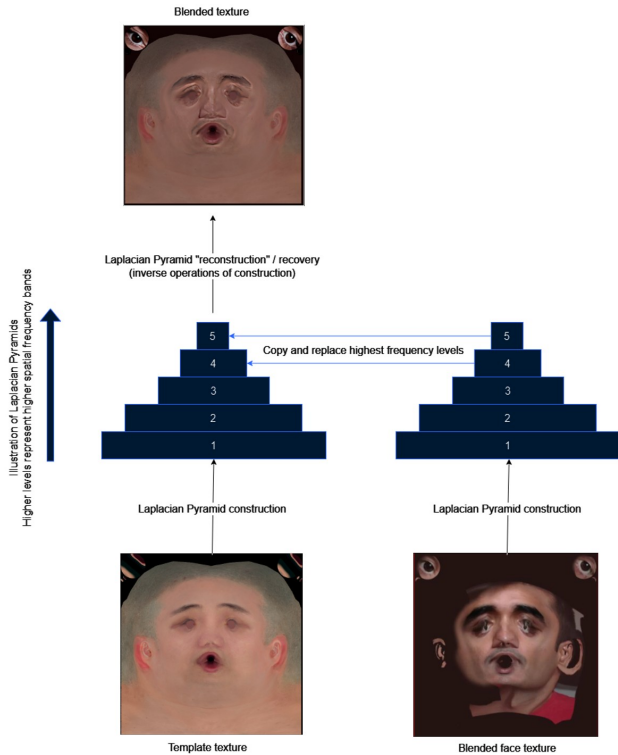 Blended texture
Laplacian Pyramid "reconstruction" / recovery
(inverse operations of construction)
Illustration of Laplacian Pyramids
Higher levels represent higher spatial frequency bands
5
4
3
2
1
Copy and replace highest frequency levels
5
4
3
2
1
Laplacian Pyramid construction
Laplacian Pyramid construction
Template texture
Blended face texture